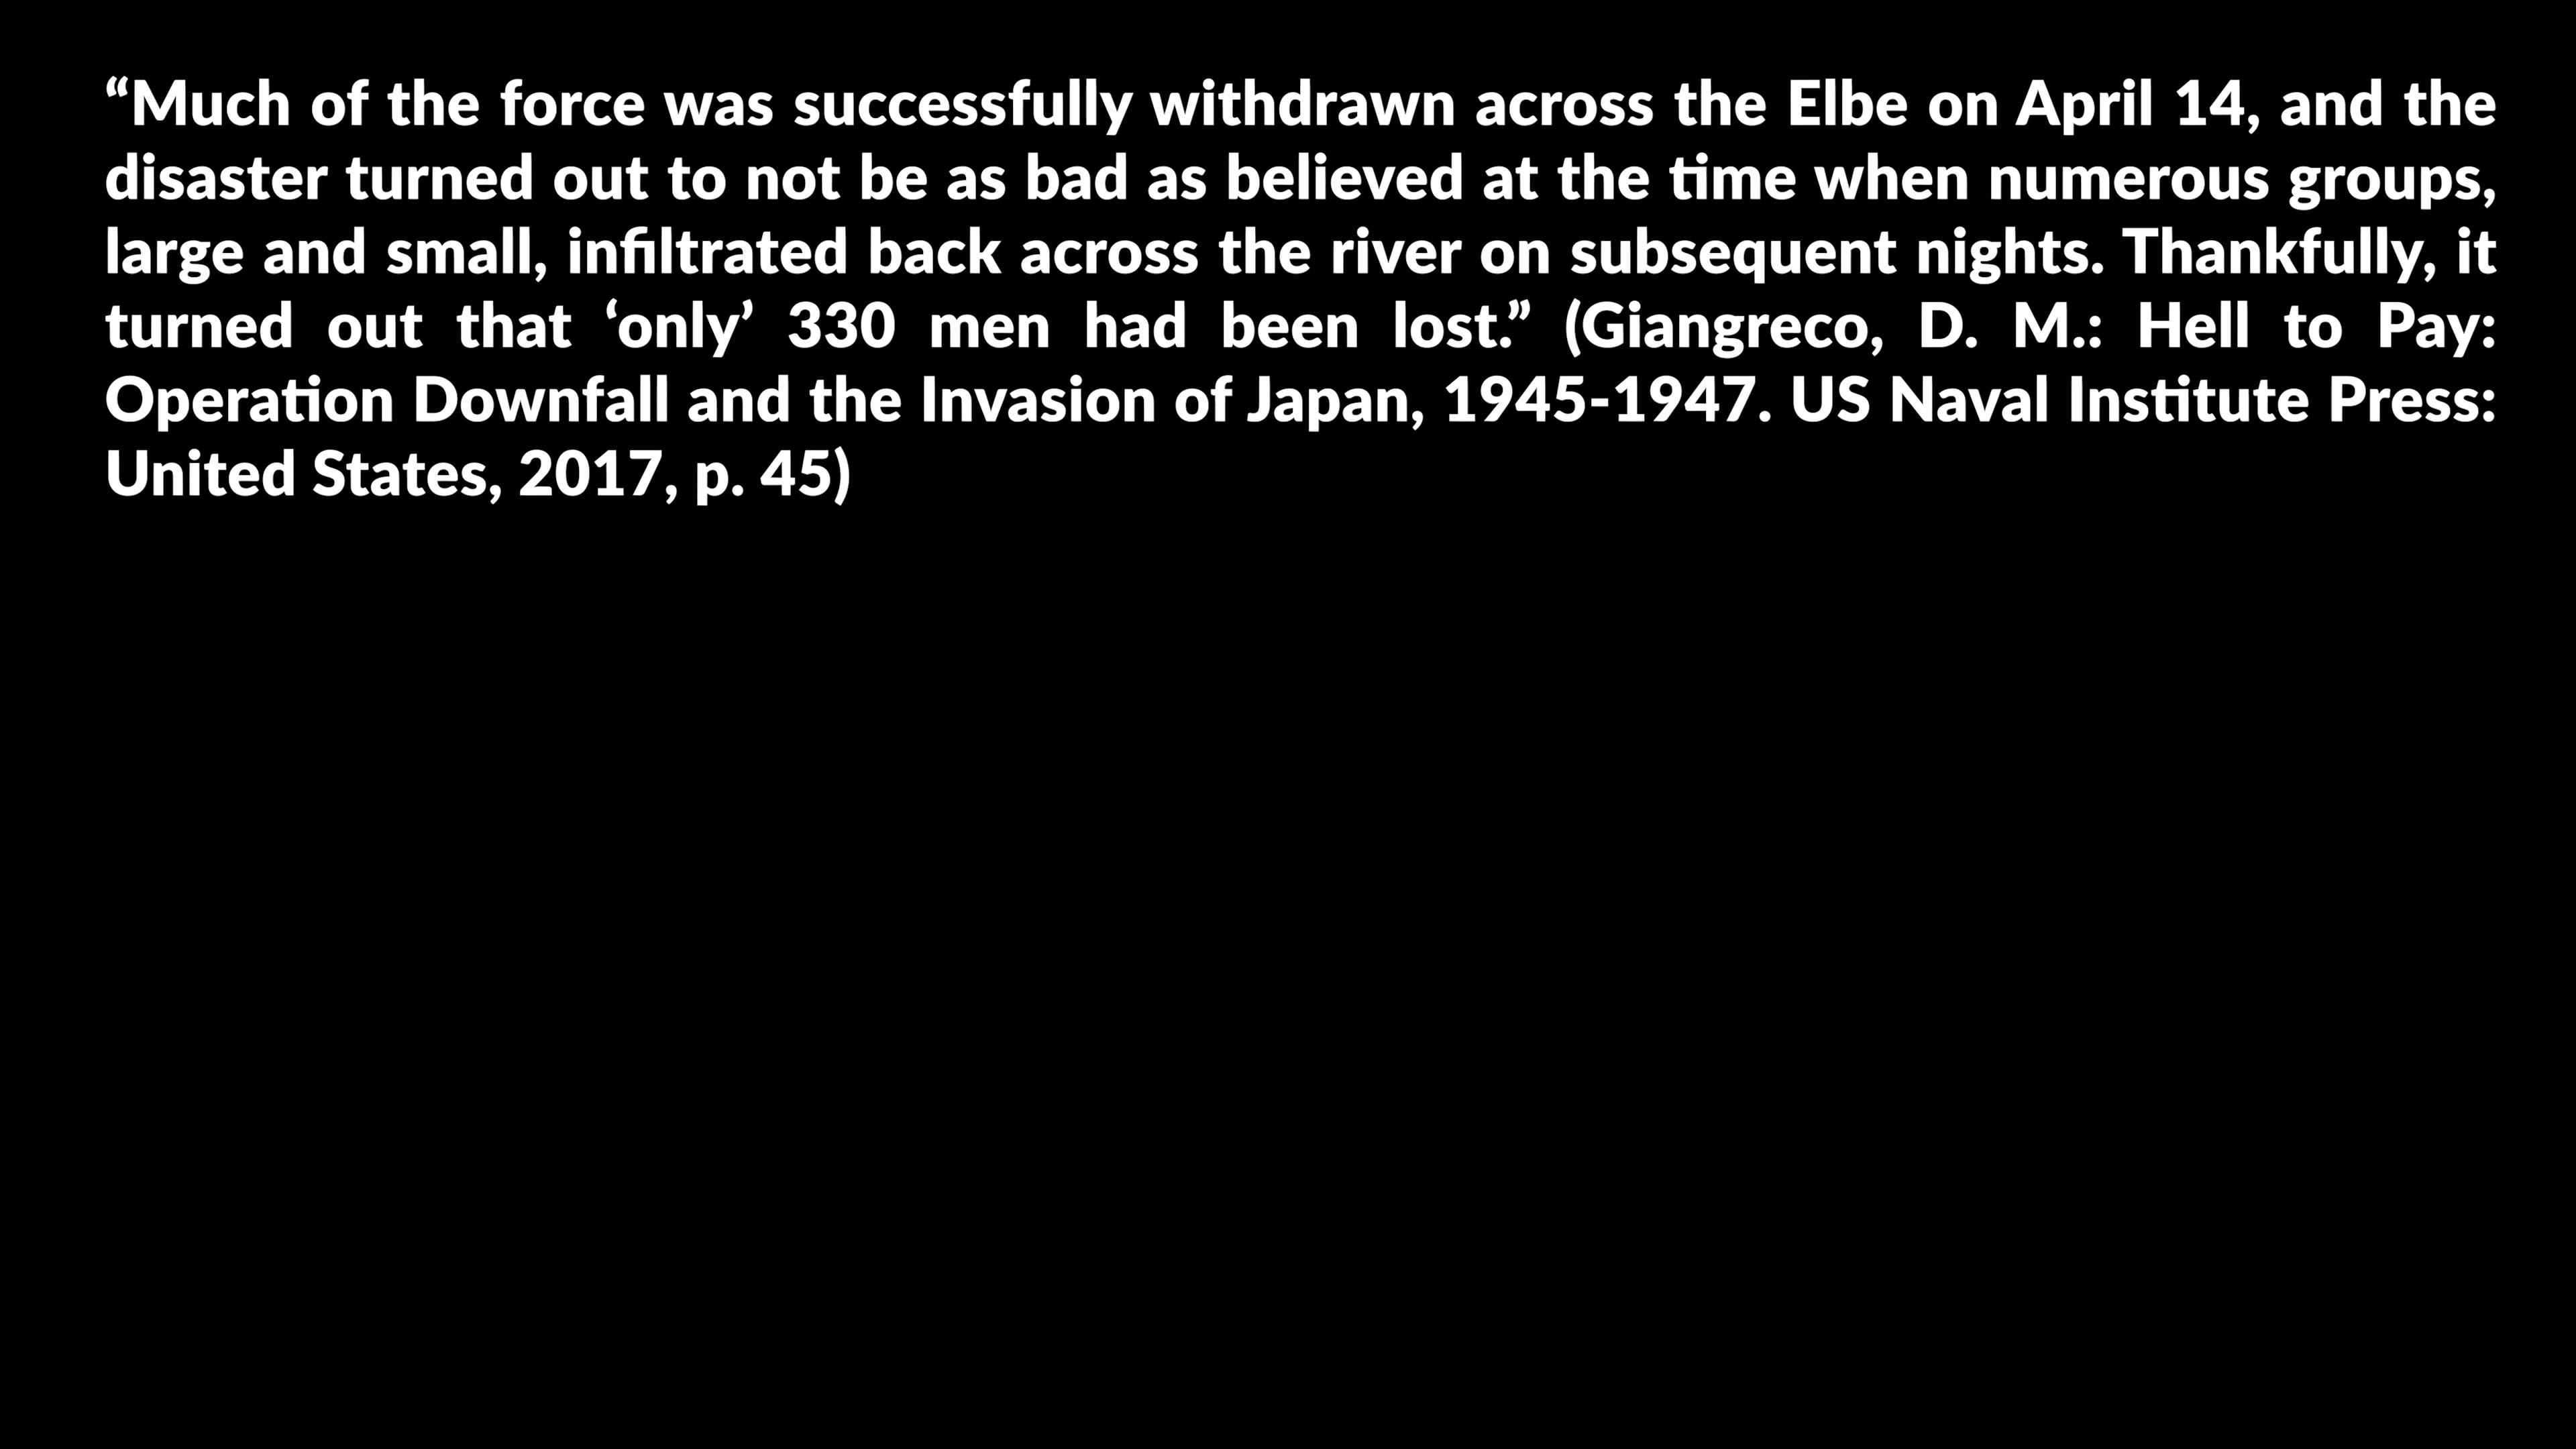 “Much of the force was successfully withdrawn across the Elbe on April 14, and the
disaster turned out to not be as bad as believed at the time when numerous groups,
large and small, infiltrated back across the river on subsequent nights. Thankfully, it
turned out that ‘only’ 330 men had been lost.” (Giangreco, D. M.: Hell to Pay:
Operation Downfall and the Invasion of Japan, 1945-1947. US Naval Institute Press:
United States, 2017, p. 45)